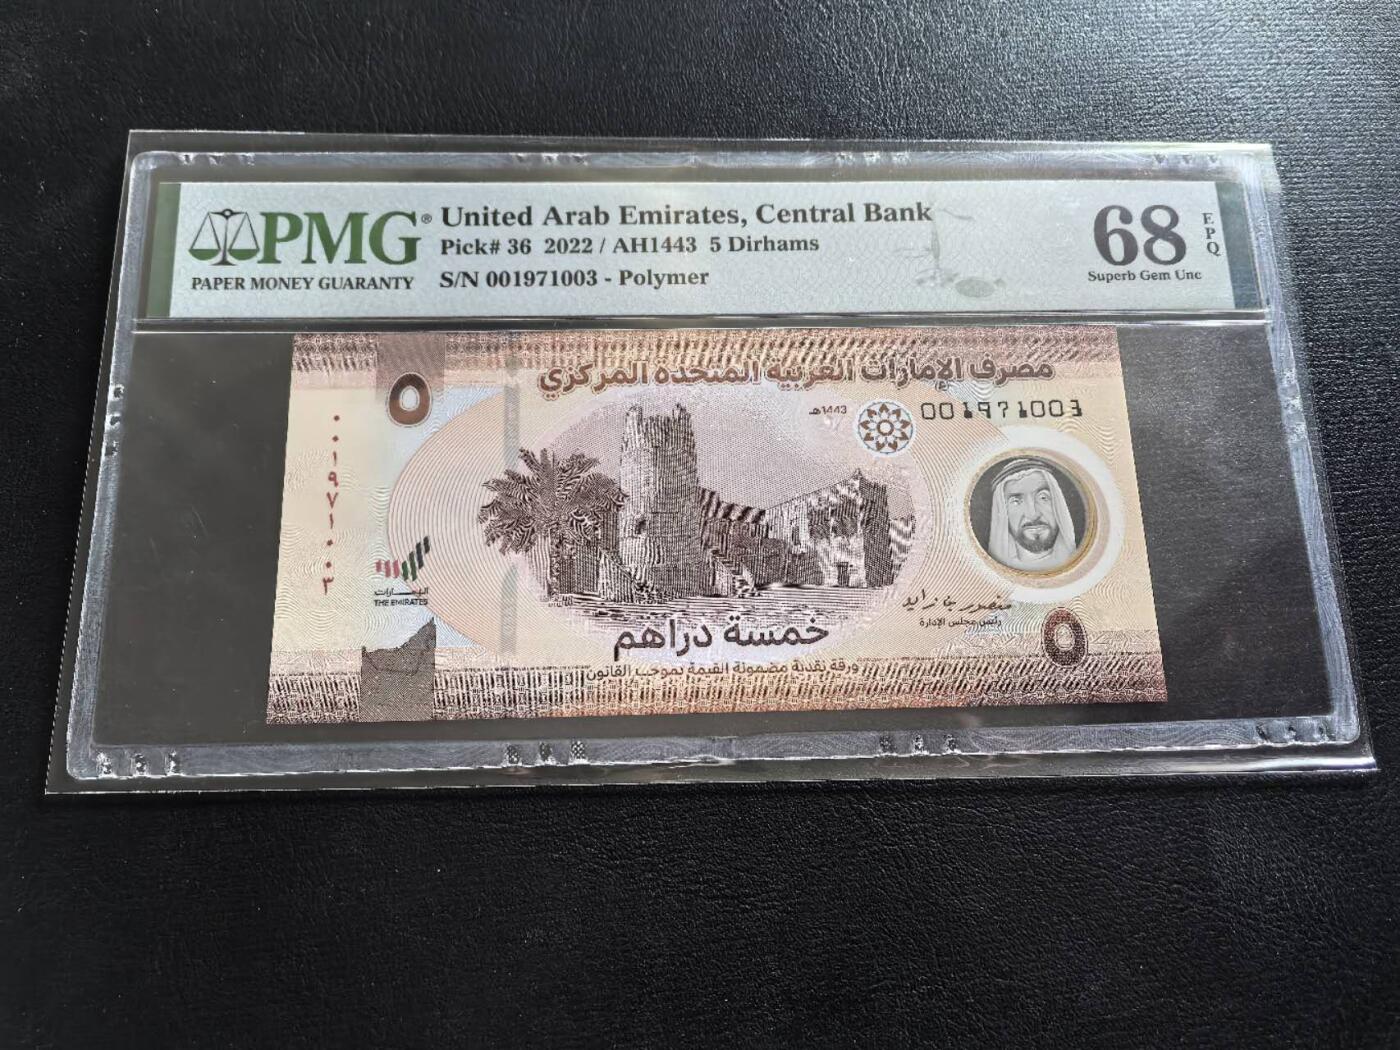 PMG®
PAPER MONEY GUARANTY
United Arab Emirates, Central Bank
Pick# 36 2022 / AH1443 5 Dirhams
S/N 001971003 - Polymer
68
EPQ
Superb Gem Unc
مصرف الإمارات العربية المتحدة المركزي
٥
1443هـ
001971003
٠٠١٩٧١٠٠٣
الإمارات
THE EMIRATES
منصور بن زايد
رئيس مجلس الإدارة
٥
خمسة دراهم
ورقة نقدية مضمونة القيمة بموجب القانون